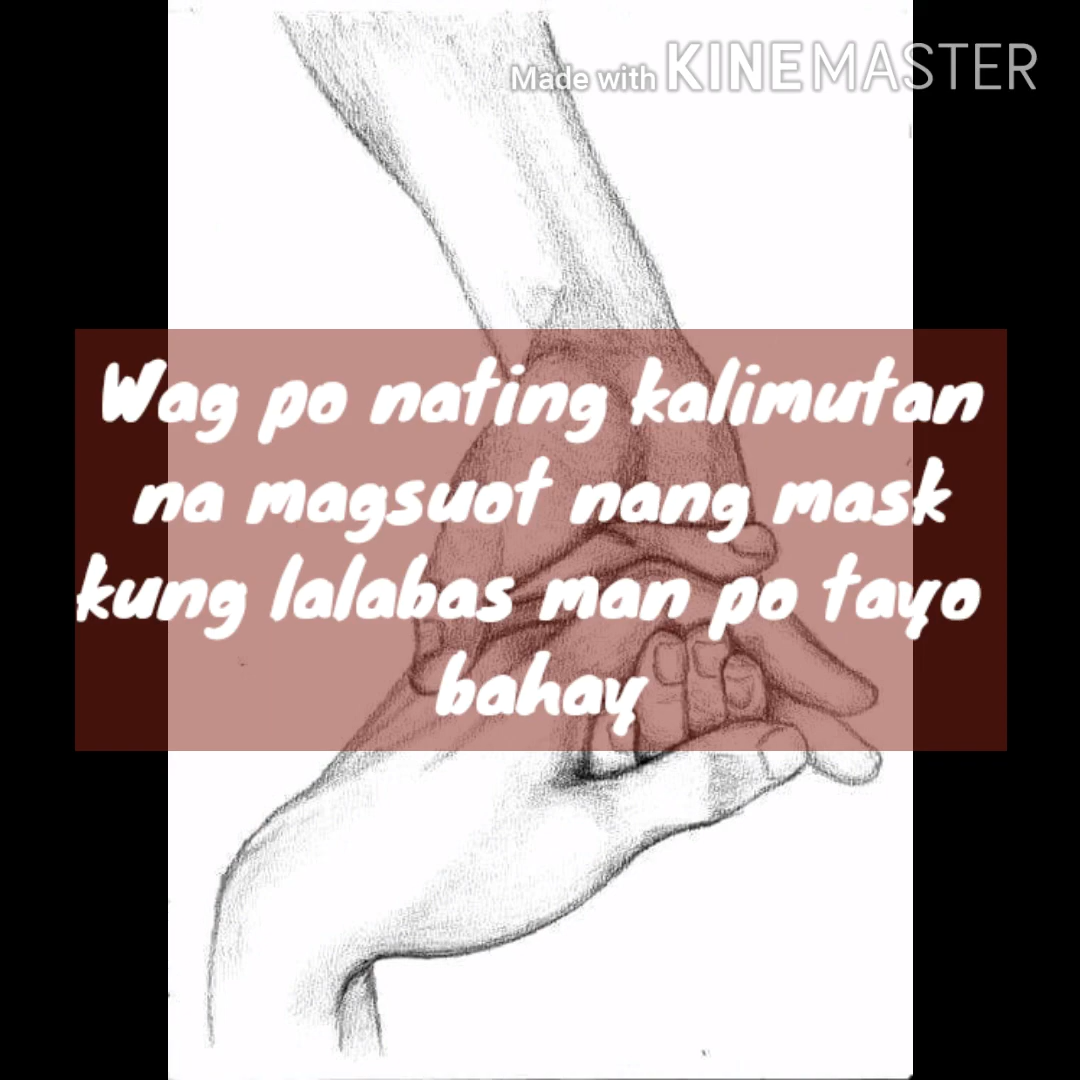 Made with KINEMASTER
Wag po nating kalimutan
na magsuot nang mask
kung lalabas man po tayo
bahay